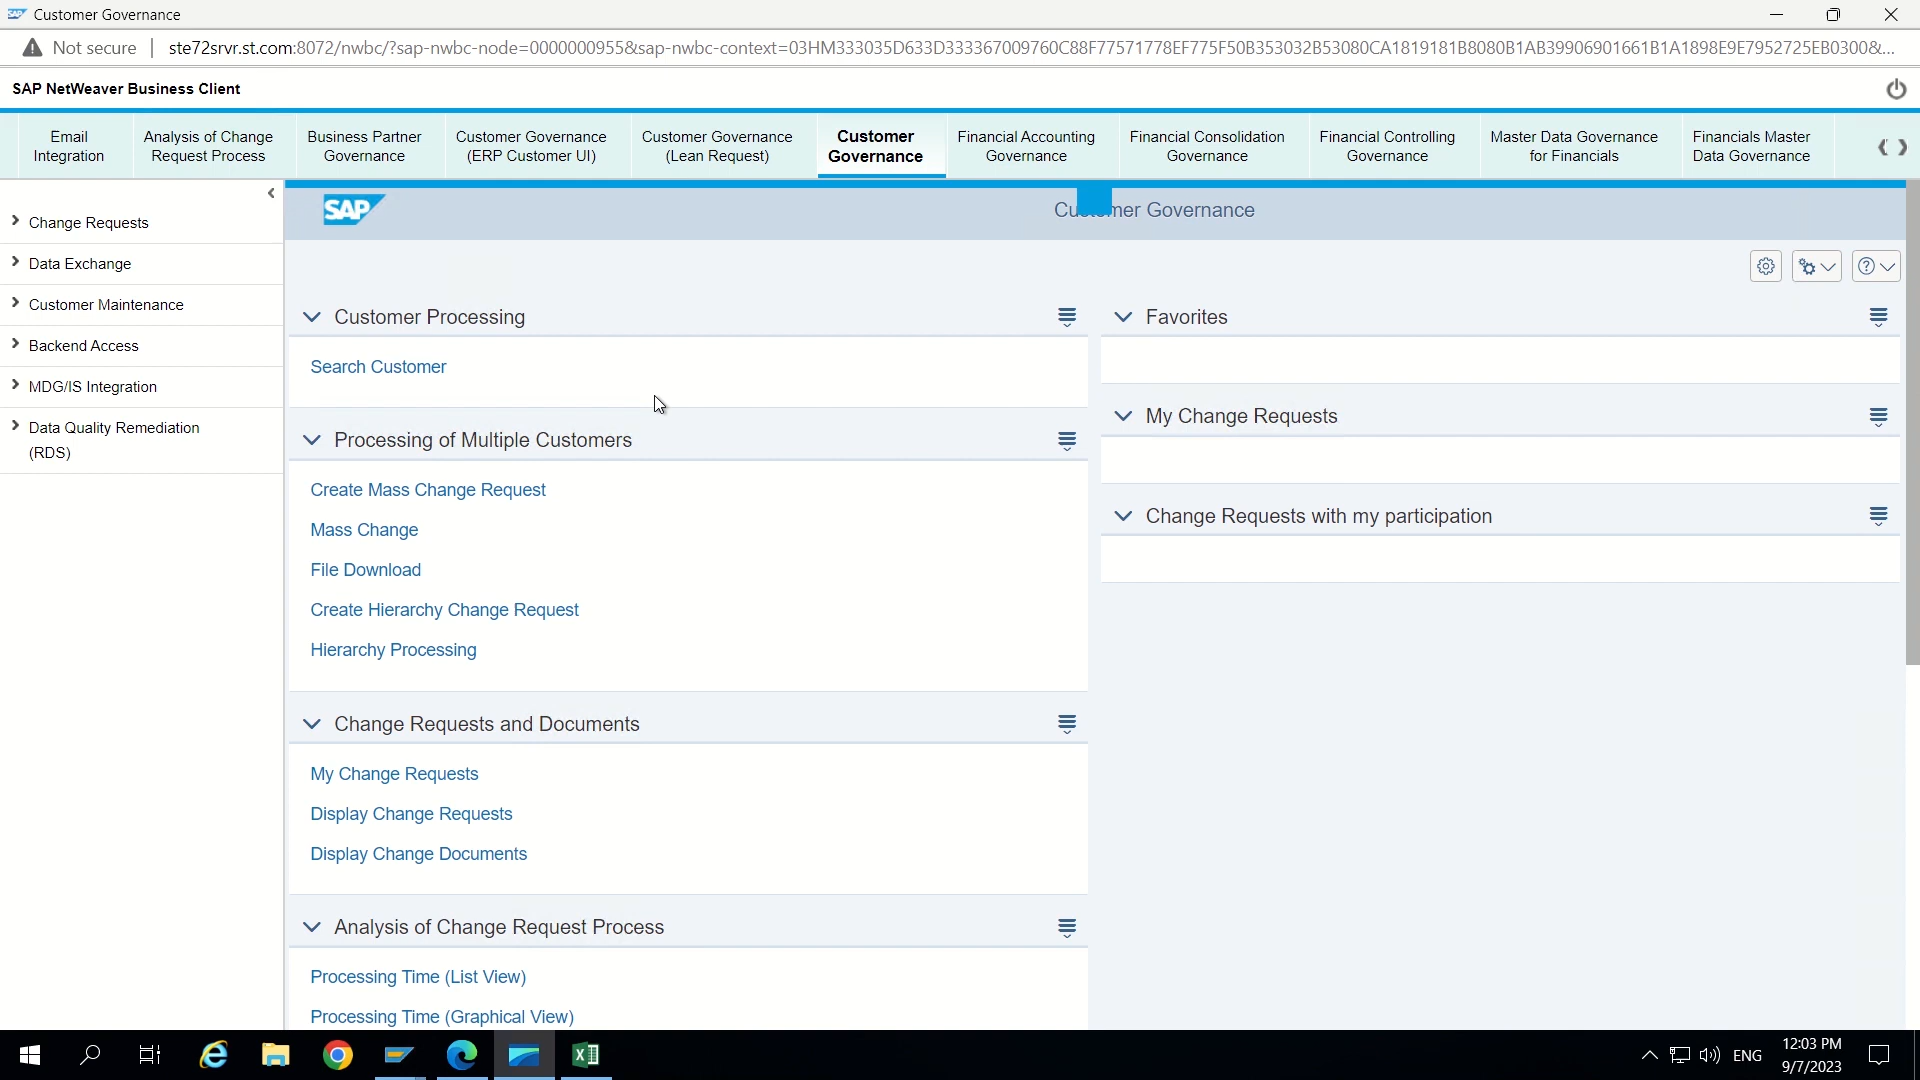 Customer Governance
Not secure
ste72srvr.st.com:8072/nwbc/?sap-nwbc-node=0000000955&sap-nwbc-context=03HM333035D633D333367009760C88F77571778EF775F50B353032B53080CA1819181B8080B1AB39906901661B1A1898E9E7952725EB0300&...
SAP NetWeaver Business Client
Email Integration
Analysis of Change Request Process
Business Partner Governance
Customer Governance (ERP Customer UI)
Customer Governance (Lean Request)
Customer Governance
Financial Accounting Governance
Financial Consolidation Governance
Financial Controlling Governance
Master Data Governance for Financials
Financials Master Data Governance
Change Requests
Data Exchange
Customer Maintenance
Backend Access
MDG/IS Integration
Data Quality Remediation
(RDS)
SAP
Governance
Customer Processing
Search Customer
Processing of Multiple Customers
Create Mass Change Request
Mass Change
File Download
Create Hierarchy Change Request
Hierarchy Processing
Change Requests and Documents
My Change Requests
Display Change Requests
Display Change Documents
Analysis of Change Request Process
Processing Time (List View)
Processing Time (Graphical View)
Favorites
My Change Requests
Change Requests with my participation
ENG
12:03 PM
9/7/2023